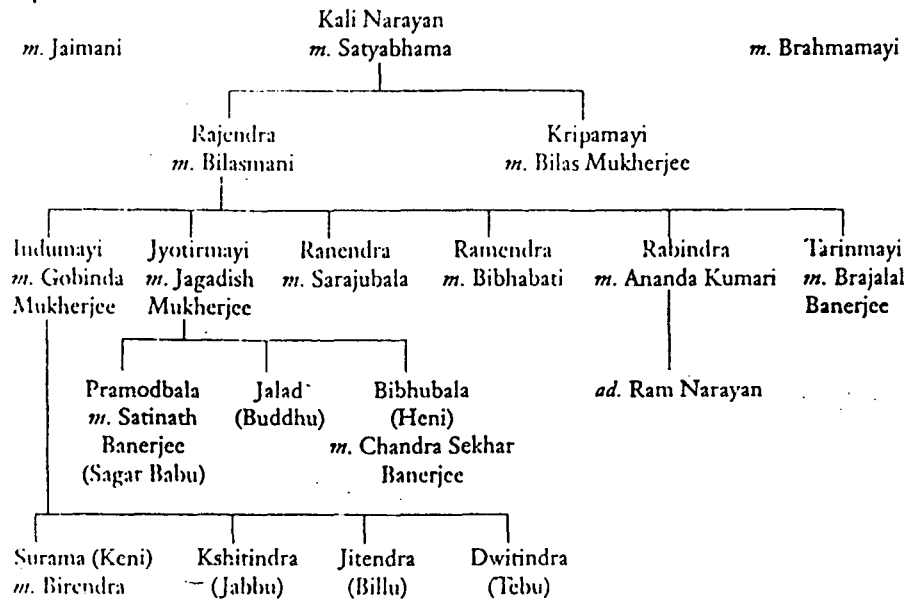 Kali Narayan
m. Jaimani m. Satyabhama m. Brahmamayi
Rajendra Kripamayi
m. Bilasmani m. Bilas Mukherjee
Indumayi Jyotirmayi Ranendra Ramendra Rabindra Tarinmayi
m. Gobinda m. Jagadish m. Sarajubala m. Bibhabati m. Ananda Kumari m. Brajalal
Mukherjee Mukherjee Banerjee
Pramodbala Jalad Bibhubala ad. Ram Narayan
m. Satinath (Buddhu) (Heni)
Banerjee m. Chandra Sekhar
(Sagar Babu) Banerjee
Surama (Keni) Kshitindra Jitendra Dwitindra
m. Birendra (Jabbu) (Billu) (Tebu)